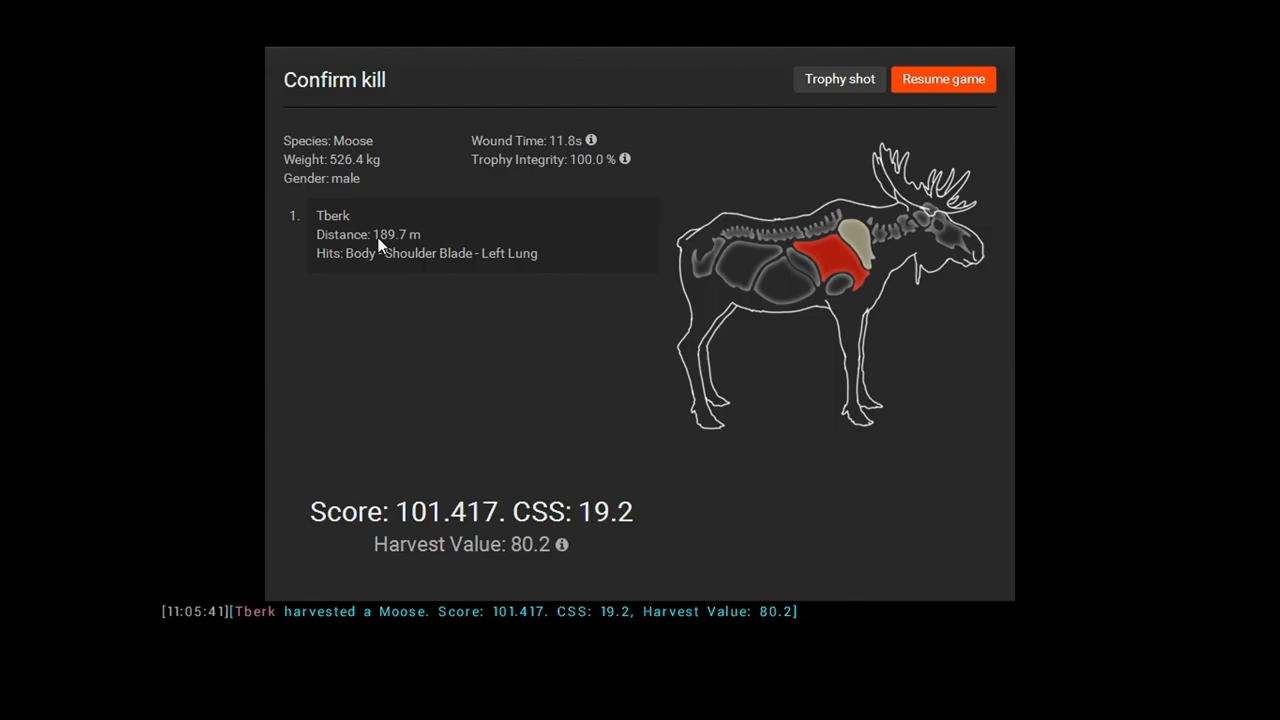 Confirm kill
Trophy shot
Resume game
Species: Moose
Weight: 526.4 kg
Gender: male
Wound Time: 11.8s
Trophy Integrity: 100.0 %
1.
Tberk
Distance: 189.7 m
Hits: Body - Shoulder Blade - Left Lung
Score: 101.417. CSS: 19.2
Harvest Value: 80.2
[11:05:41][Tberk harvested a Moose. Score: 101.417. CSS: 19.2, Harvest Value: 80.2]